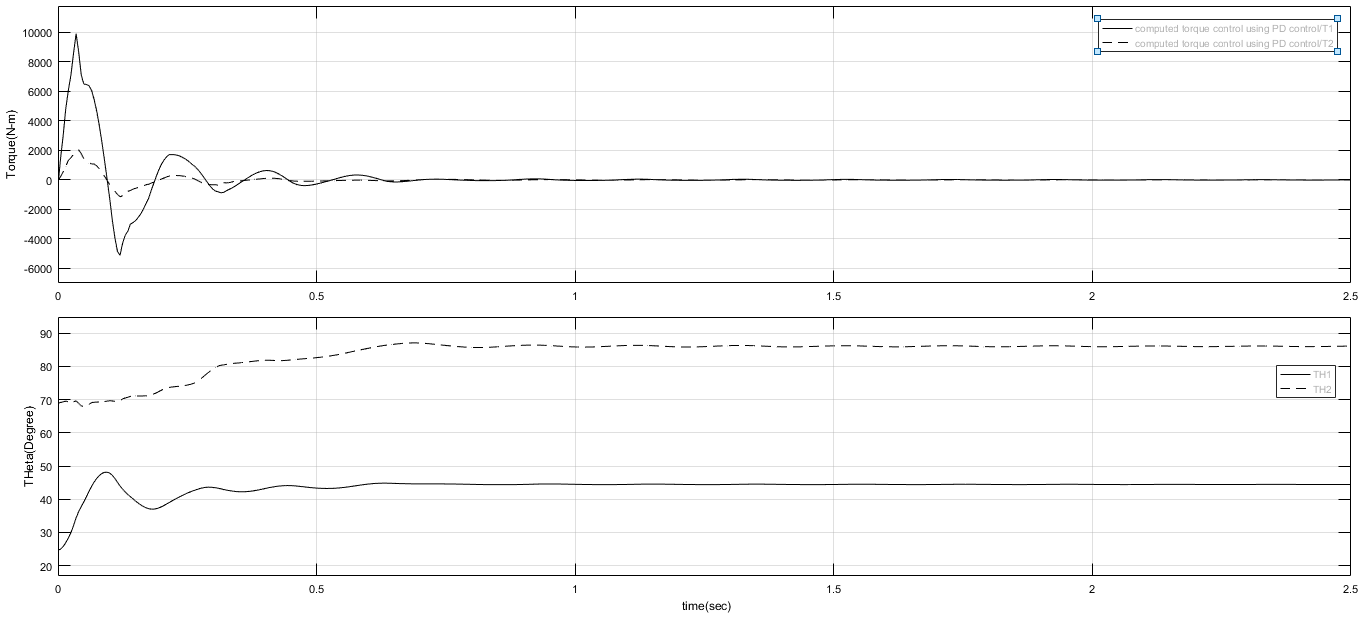 10000
8000
6000
4000
2000
0
-2000
-4000
-6000
Torque(N-m)
computed torque control using PD control/T1
computed torque control using PD control/T2
0 0.5 1 1.5 2 2.5
90
80
70
60
50
40
30
20
THeta(Degree)
TH1
TH2
0 0.5 1 1.5 2 2.5
time(sec)